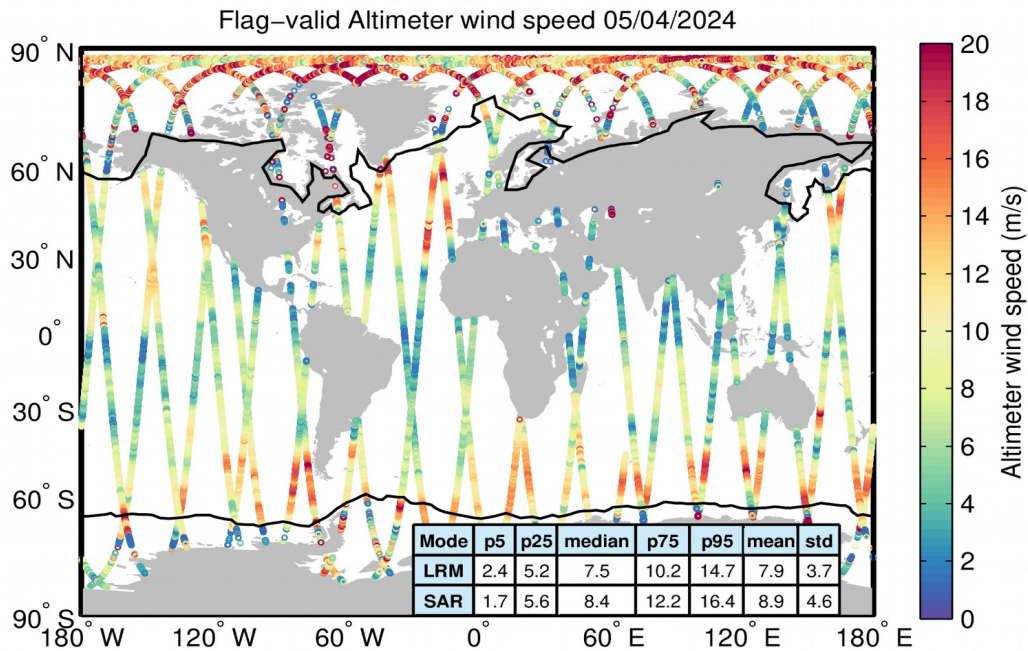 Flag−valid Altimeter wind speed 05/04/2024
90° N
60° N
30° N
0°
30° S
60° S
90° S
180° W
120° W
60° W
0°
60° E
120° E
180° E
Mode p5 p25 median p75 p95 mean std
LRM 2.4 5.2 7.5 10.2 14.7 7.9 3.7
SAR 1.7 5.6 8.4 12.2 16.4 8.9 4.6
20
18
16
14
12
10
8
6
4
2
0
Altimeter wind speed (m/s)